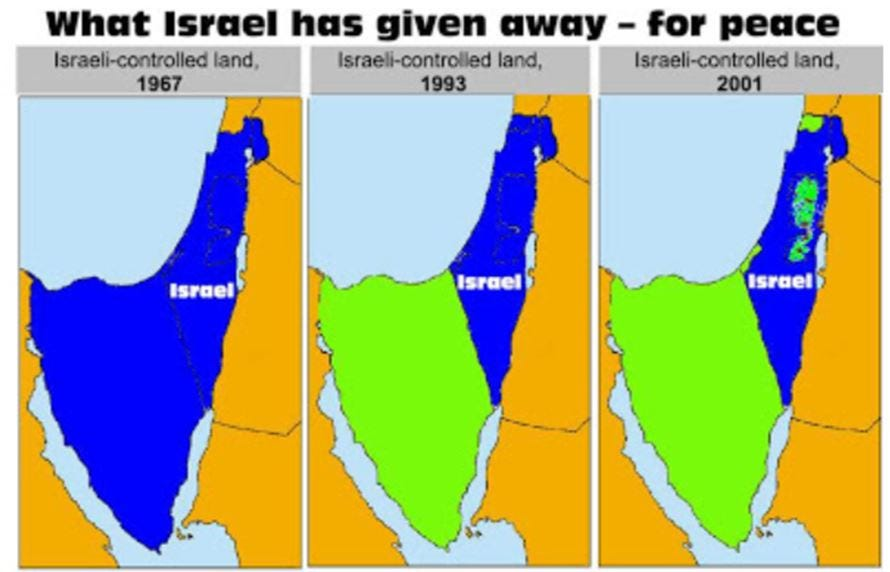 What Israel has given away – for peace
Israeli-controlled land,
1967
Israeli-controlled land,
1993
Israeli-controlled land,
2001
Israel
Israel
Israel